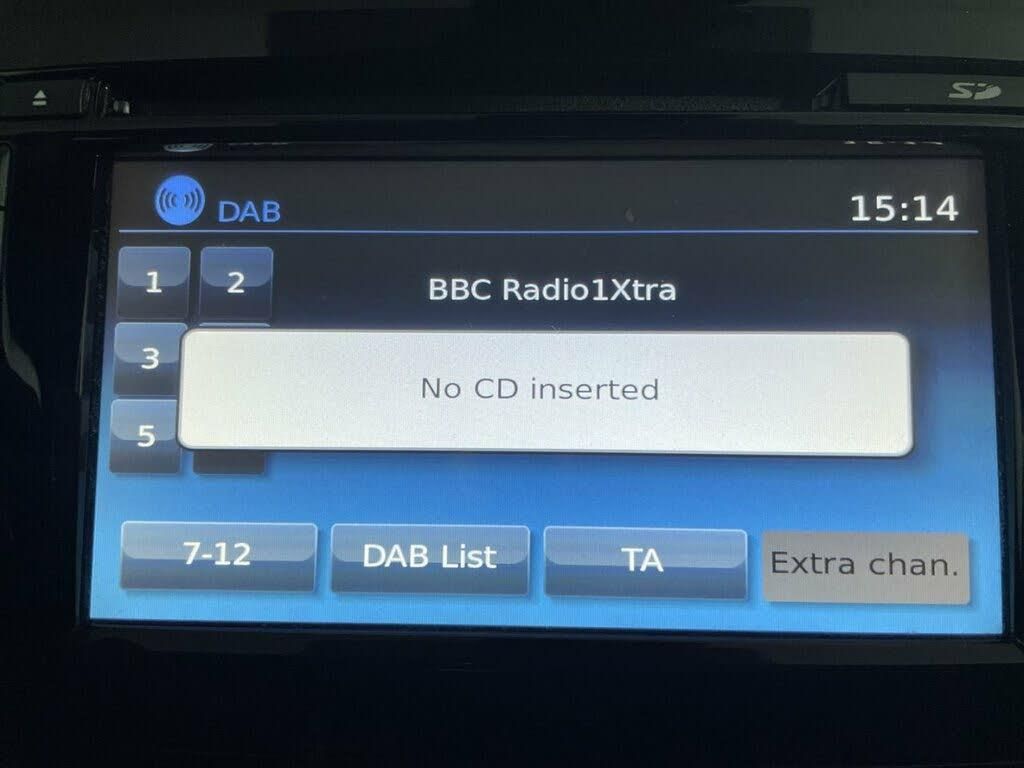 SD
DAB
15:14
1
2
BBC Radio1Xtra
3
No CD inserted
5
7-12
DAB List
TA
Extra chan.